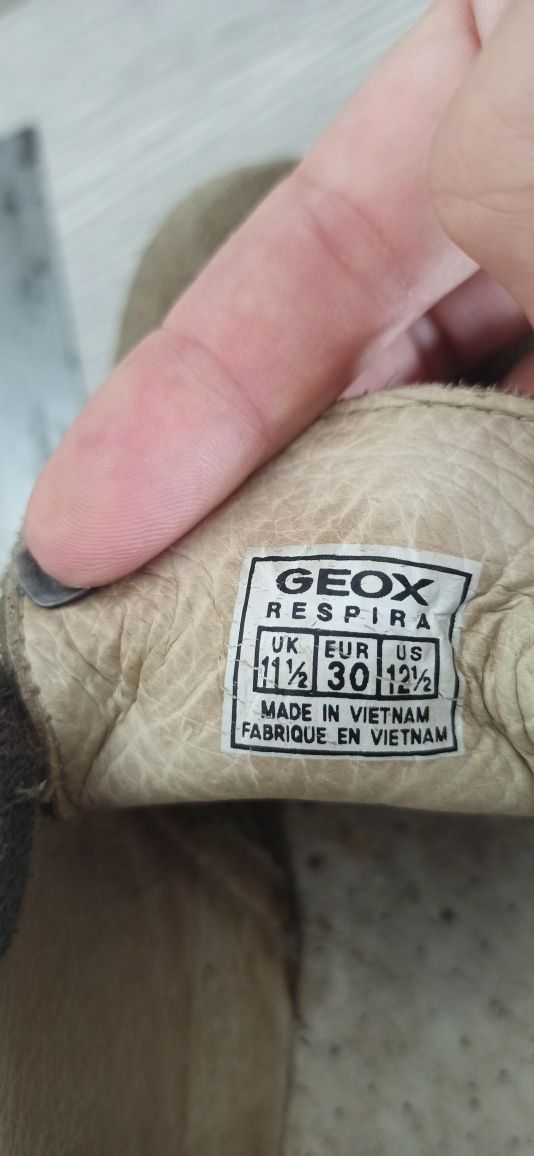 GEOX
RESPIRA
UK EUR US
11½ 30 12½
MADE IN VIETNAM
FABRIQUE EN VIETNAM